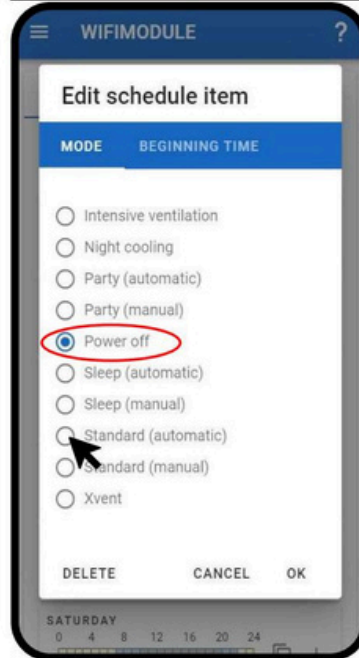 WIFIMODULE ?
Edit schedule item
MODE BEGINNING TIME
Intensive ventilation
Night cooling
Party (automatic)
Party (manual)
Power off
Sleep (automatic)
Sleep (manual)
Standard (automatic)
Standard (manual)
Xvent
DELETE CANCEL OK
SATURDAY
0 4 8 12 16 20 24